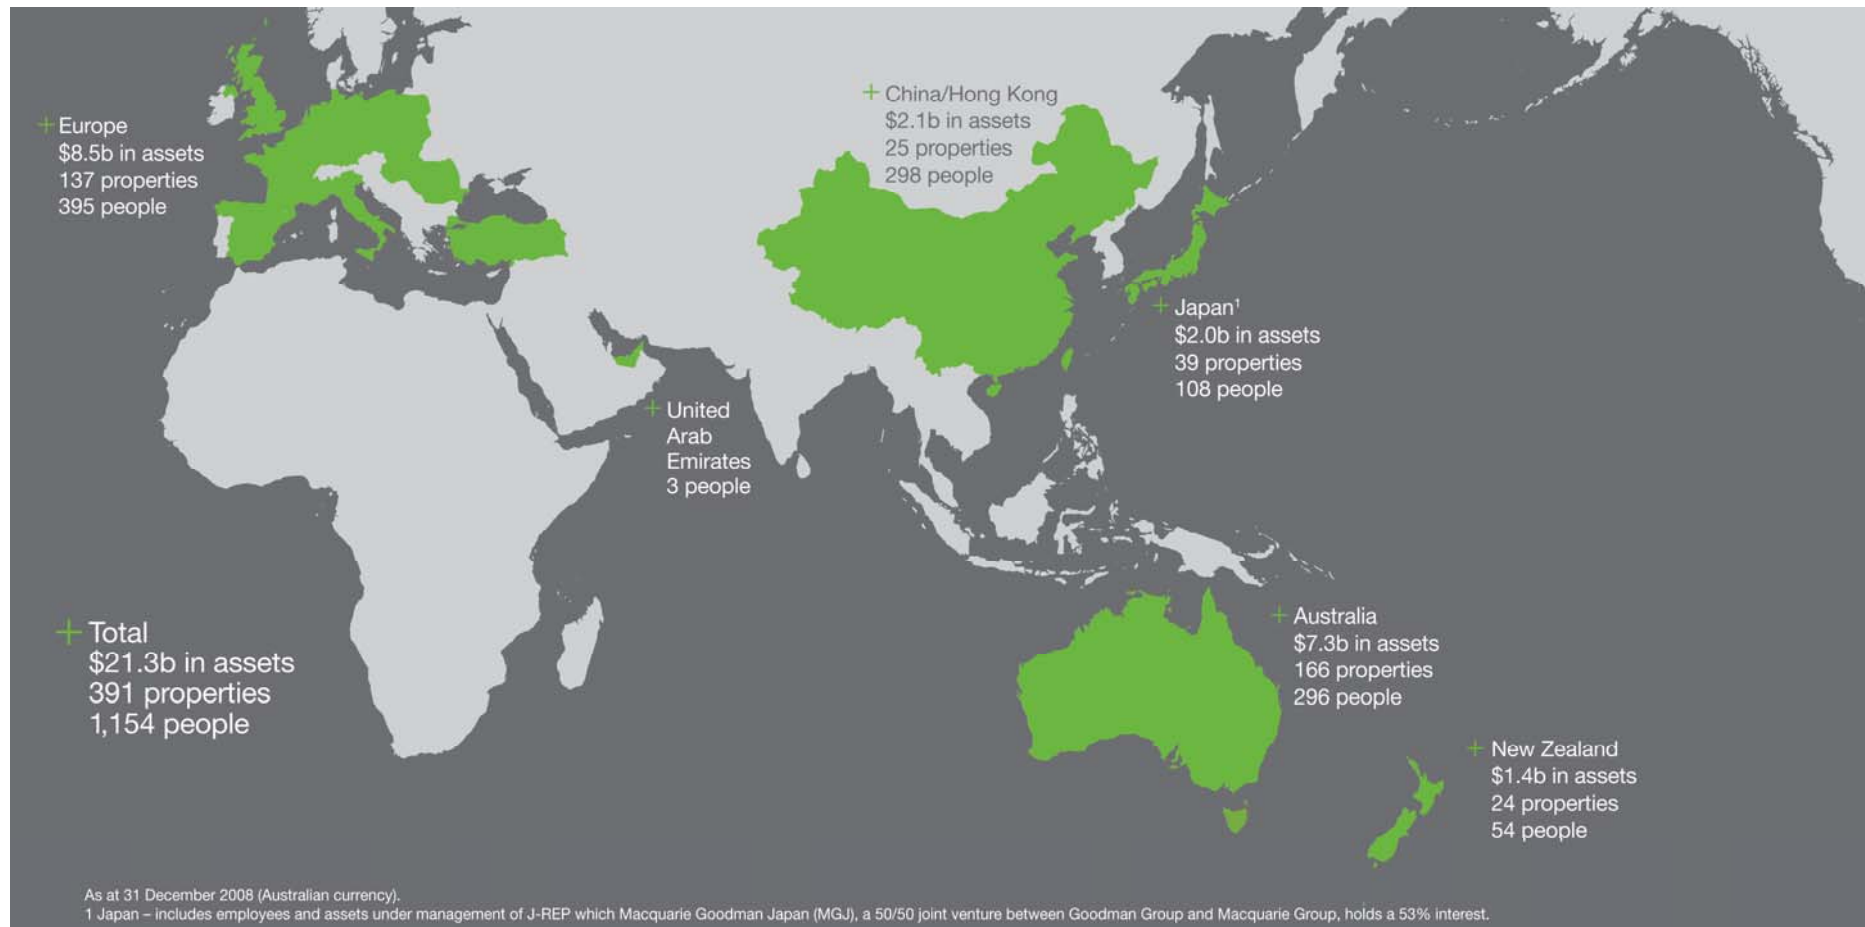 + Europe
$8.5b in assets
137 properties
395 people
+ China/Hong Kong
$2.1b in assets
25 properties
298 people
+ Japan¹
$2.0b in assets
39 properties
108 people
+ United
Arab
Emirates
3 people
+ Total
$21.3b in assets
391 properties
1,154 people
+ Australia
$7.3b in assets
166 properties
296 people
+ New Zealand
$1.4b in assets
24 properties
54 people
As at 31 December 2008 (Australian currency).
1 Japan – includes employees and assets under management of J-REP which Macquarie Goodman Japan (MGJ), a 50/50 joint venture between Goodman Group and Macquarie Group, holds a 53% interest.